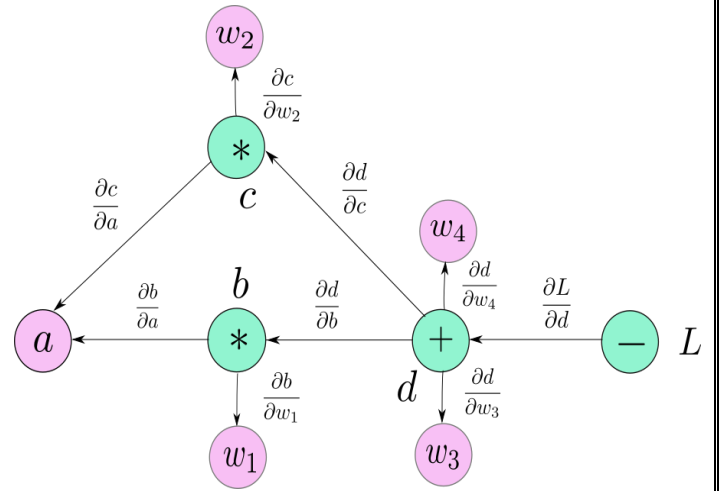 w₂
∂c/∂w₂
*
c
∂c/∂a
∂d/∂c
w₄
b
∂b/∂a
∂d/∂b
∂d/∂w₄
∂L/∂d
a
*
+
−
L
d
∂b/∂w₁
∂d/∂w₃
w₁
w₃